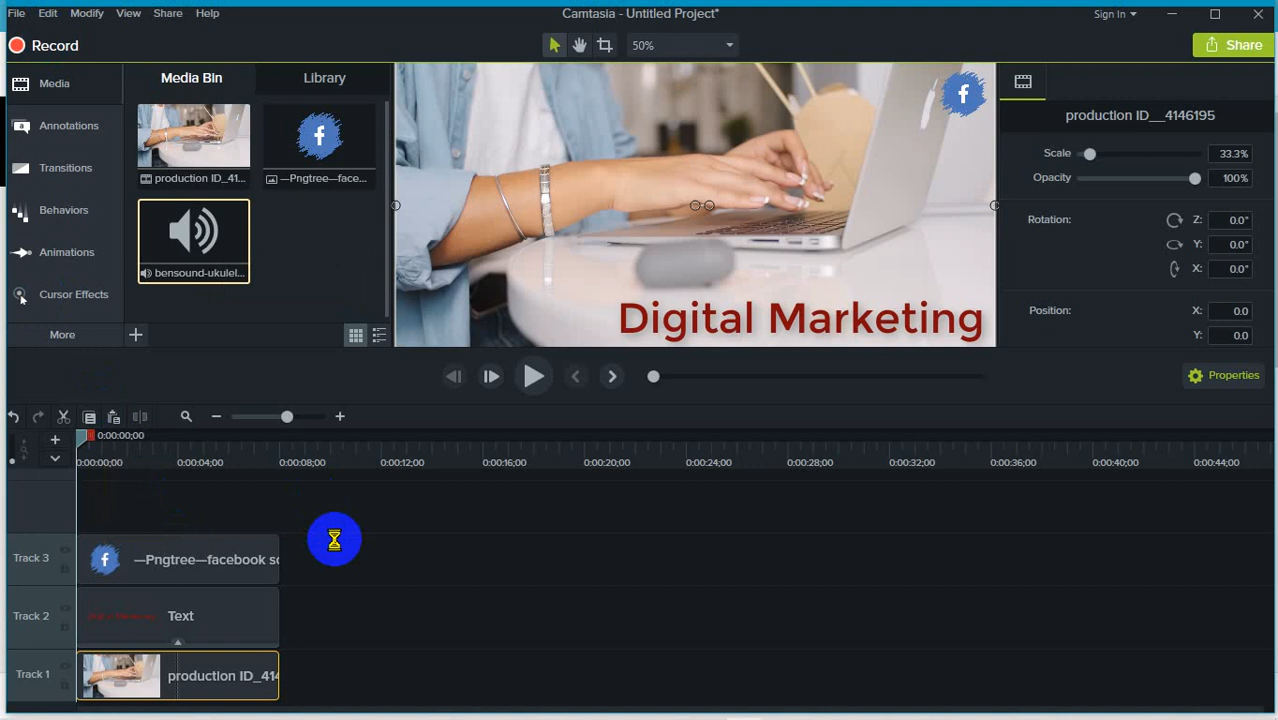 File Edit Modify View Share Help
Camtasia - Untitled Project*
Sign In
Record
50%
Share
Media
Annotations
Transitions
Behaviors
Animations
Cursor Effects
More
Media Bin
Library
production ID_41...
—Pngtree—face...
bensound-ukulel...
Digital Marketing
production ID__4146195
Scale 33.3%
Opacity 100%
Rotation: Z: 0.0°
Y: 0.0°
X: 0.0°
Position: X: 0.0
Y: 0.0
Properties
0:00:00;00
0:00:00;00 0:00:04;00 0:00:08;00 0:00:12;00 0:00:16;00 0:00:20;00 0:00:24;00 0:00:28;00 0:00:32;00 0:00:36;00 0:00:40;00 0:00:44;00
Track 3
—Pngtree—facebook so
Track 2
Text
Track 1
production ID_414